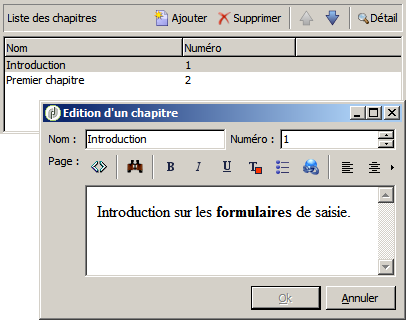 Liste des chapitres Ajouter Supprimer Détail
Nom Numéro
Introduction 1
Premier chapitre 2
Edition d'un chapitre
Nom : Introduction Numéro : 1
Page : B I U T
Introduction sur les formulaires de saisie.
Ok Annuler